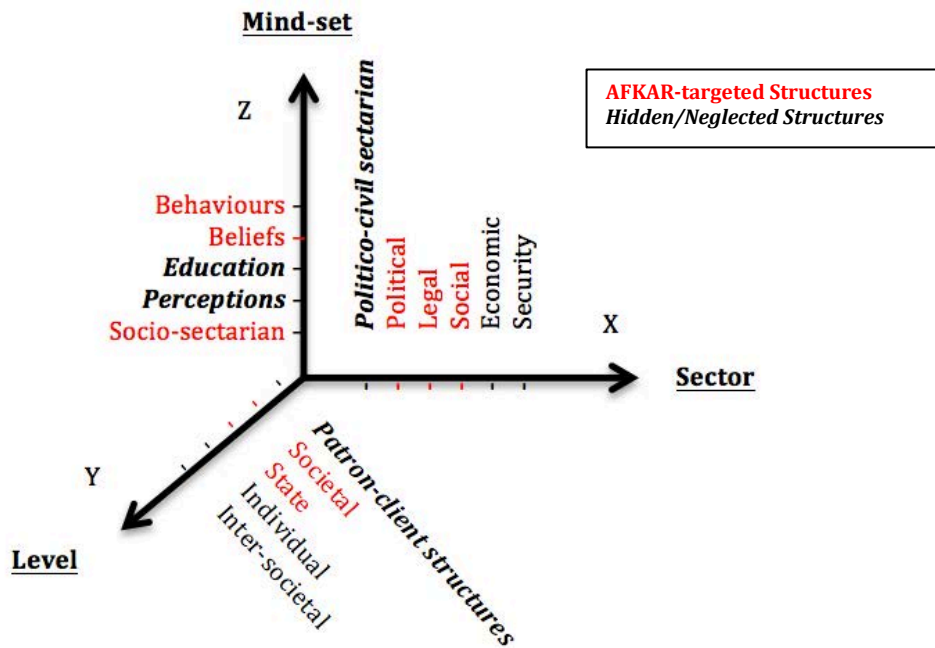 Mind-set
Z
AFKAR-targeted Structures
Hidden/Neglected Structures
Behaviours
Beliefs
Education
Perceptions
Socio-sectarian
Politico-civil sectarian
Political
Legal
Social
Economic
Security
X
Sector
Y
Level
Patron-client structures
Societal
State
Individual
Inter-societal